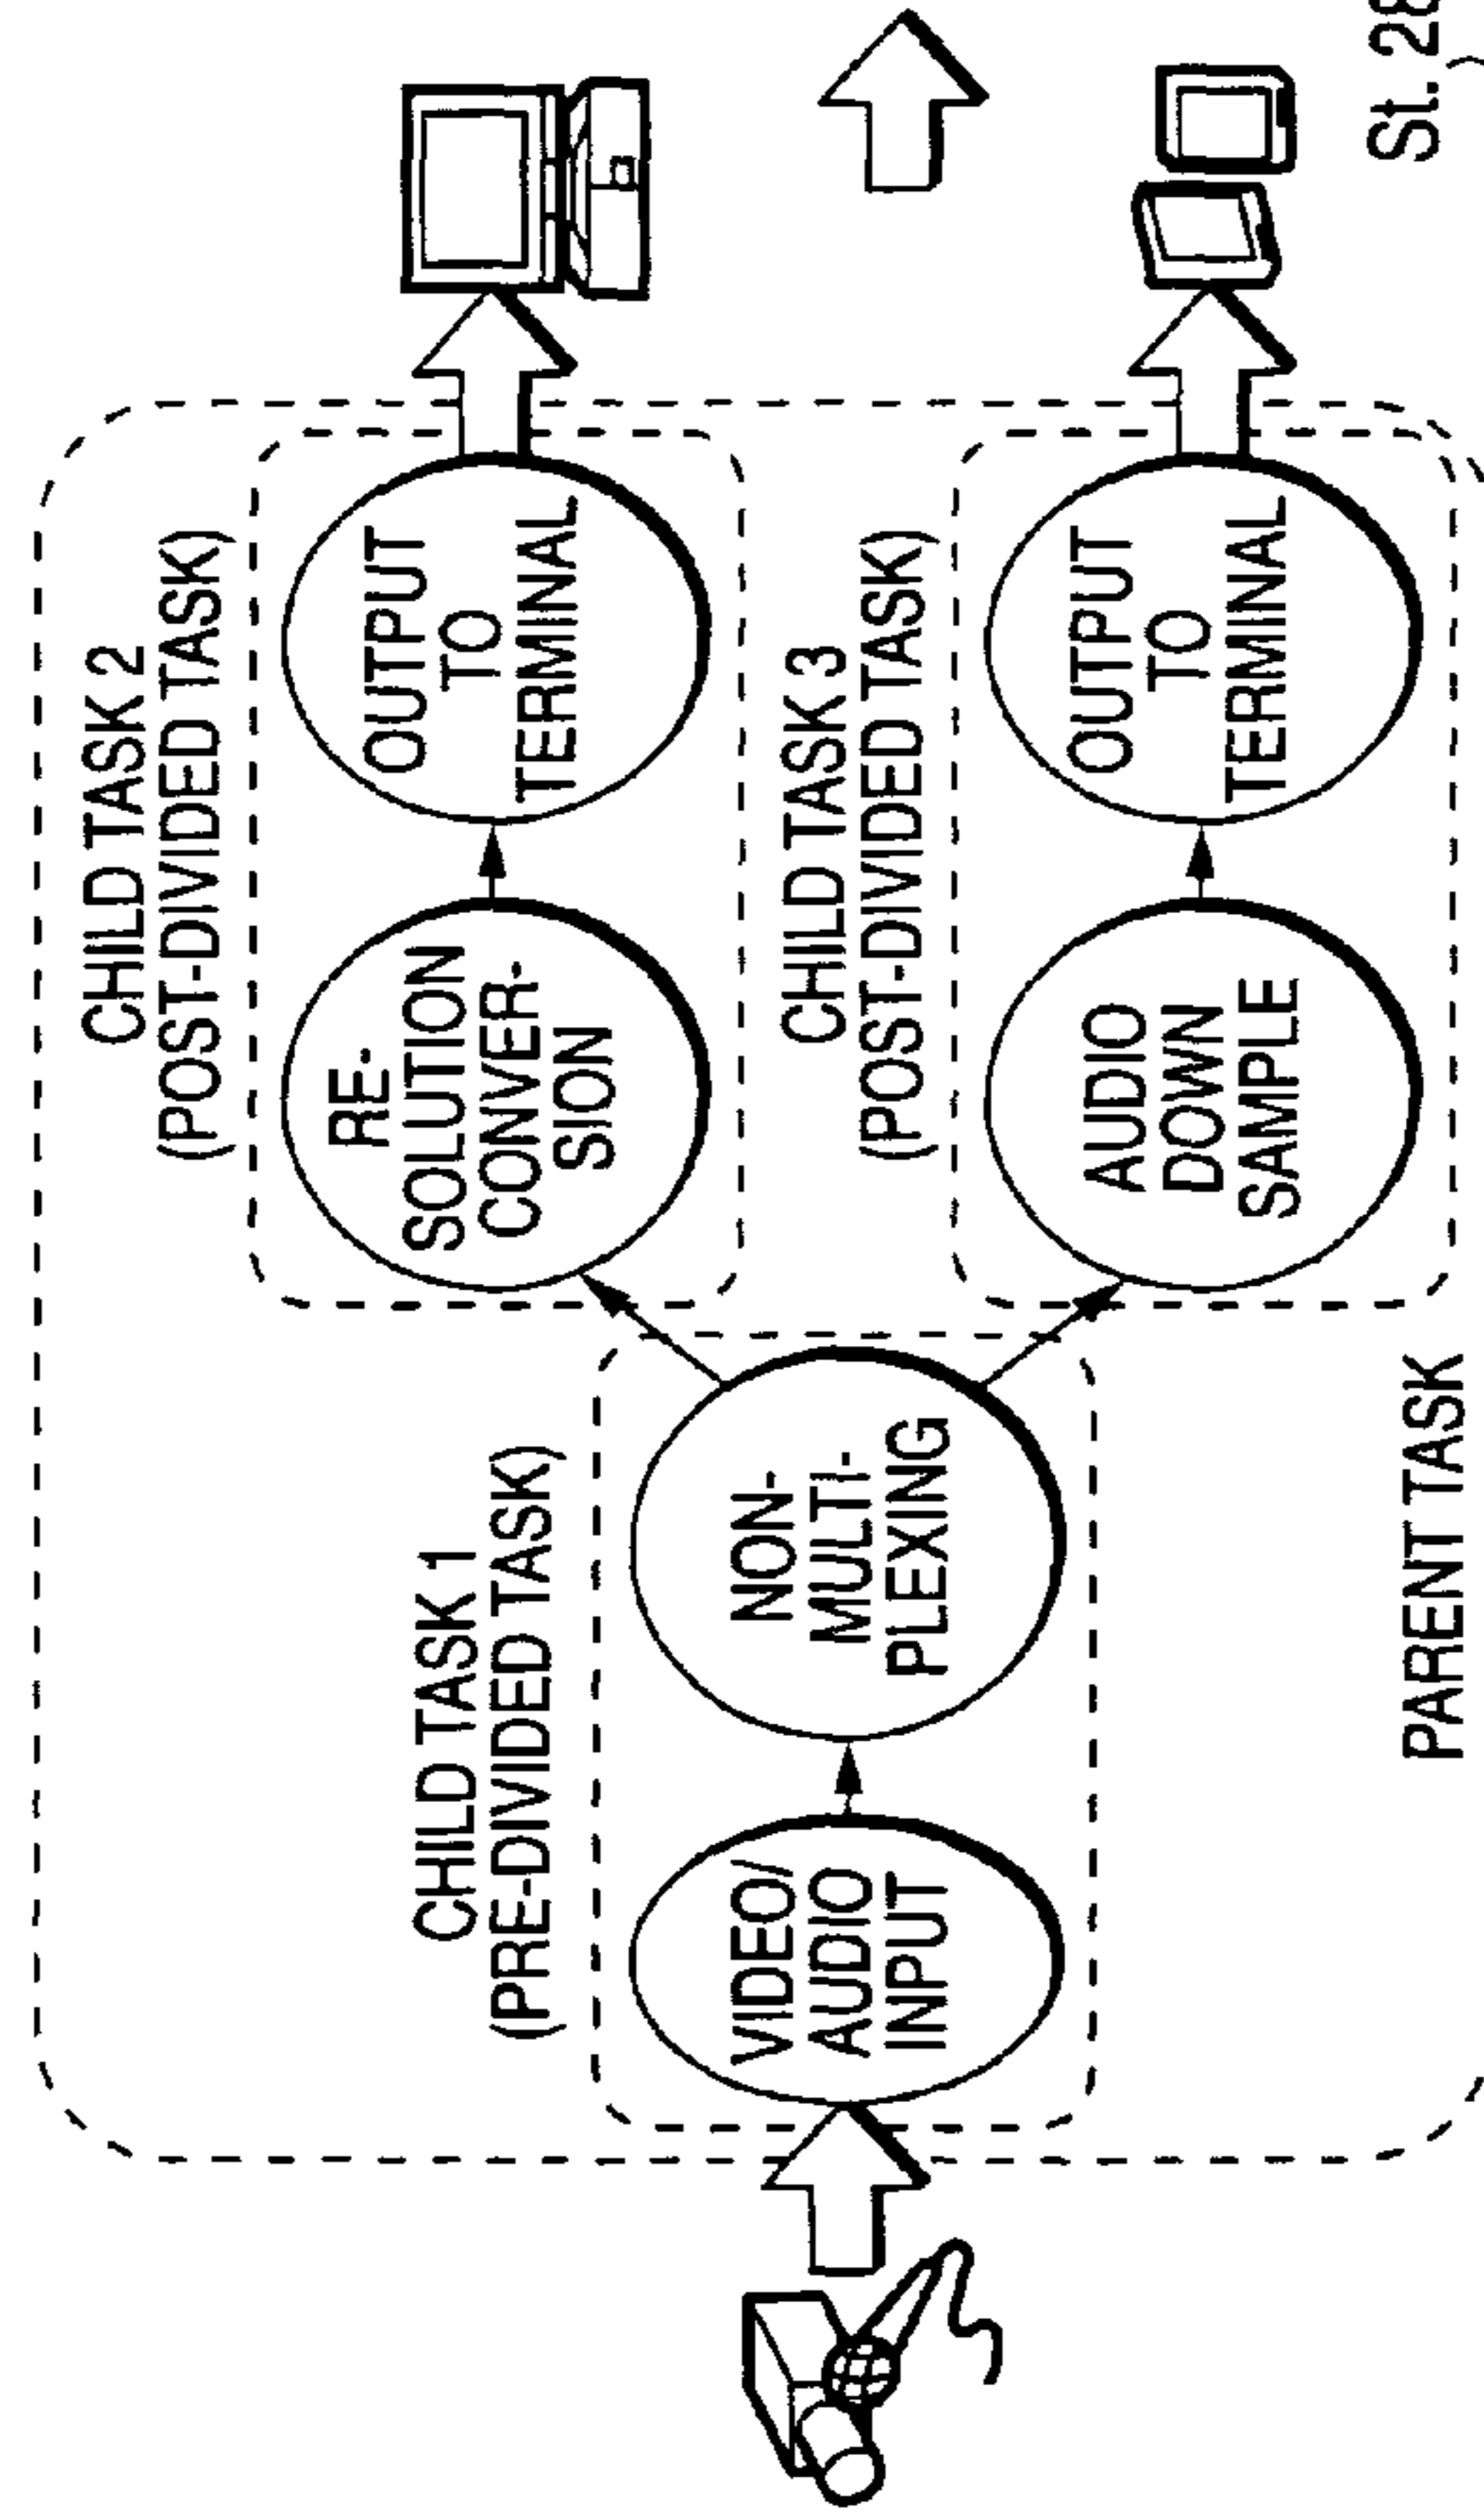 CHILD TASK 2
(POST-DIVIDED TASK)
RE-
SOLUTION
CONVER-
SION
OUTPUT
TO
TERMINAL
CHILD TASK 1
(PRE-DIVIDED TASK)
VIDEO/
AUDIO
INPUT
NON-
MULTI-
PLEXING
CHILD TASK 3
(POST-DIVIDED TASK)
AUDIO
DOWN
SAMPLE
OUTPUT
TO
TERMINAL
PARENT TASK
St. 28